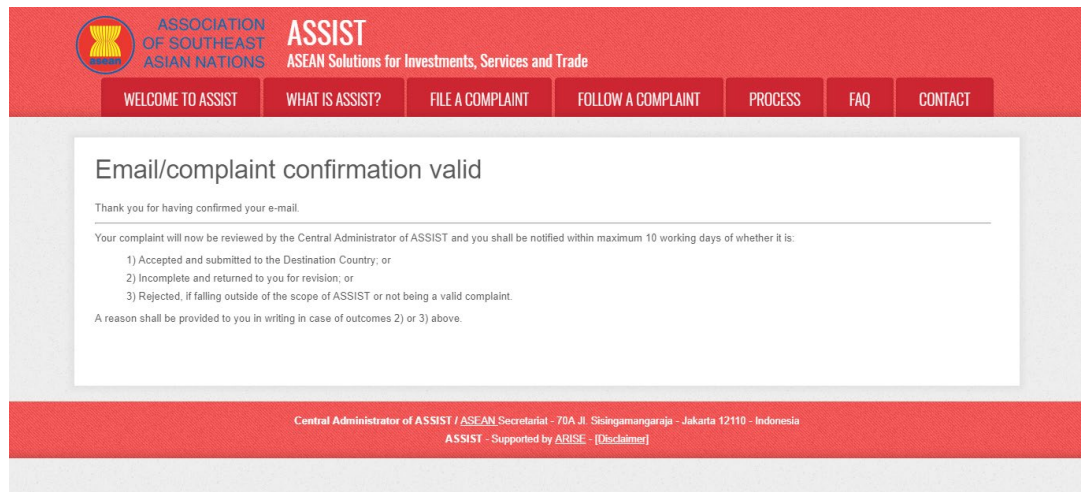 ASSOCIATION
OF SOUTHEAST
ASIAN NATIONS
asean
ASSIST
ASEAN Solutions for Investments, Services and Trade
WELCOME TO ASSIST WHAT IS ASSIST? FILE A COMPLAINT FOLLOW A COMPLAINT PROCESS FAQ CONTACT
Email/complaint confirmation valid
Thank you for having confirmed your e-mail.
Your complaint will now be reviewed by the Central Administrator of ASSIST and you shall be notified within maximum 10 working days of whether it is:
1) Accepted and submitted to the Destination Country; or
2) Incomplete and returned to you for revision; or
3) Rejected, if falling outside of the scope of ASSIST or not being a valid complaint.
A reason shall be provided to you in writing in case of outcomes 2) or 3) above.
Central Administrator of ASSIST / ASEAN Secretariat - 70A Jl. Sisingamangaraja - Jakarta 12110 - Indonesia
ASSIST - Supported by ARISE - [Disclaimer]